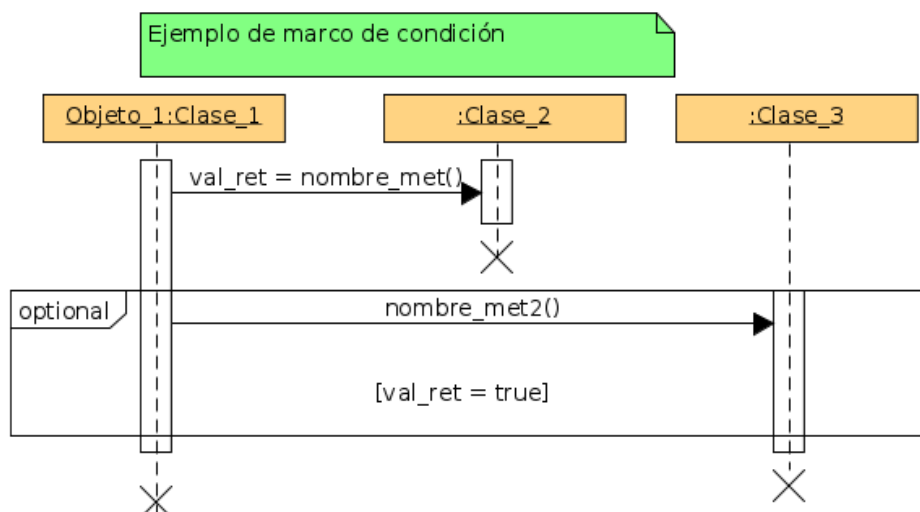 Ejemplo de marco de condición
Objeto_1:Clase_1
:Clase_2
:Clase_3
val_ret = nombre_met()
optional
nombre_met2()
[val_ret = true]